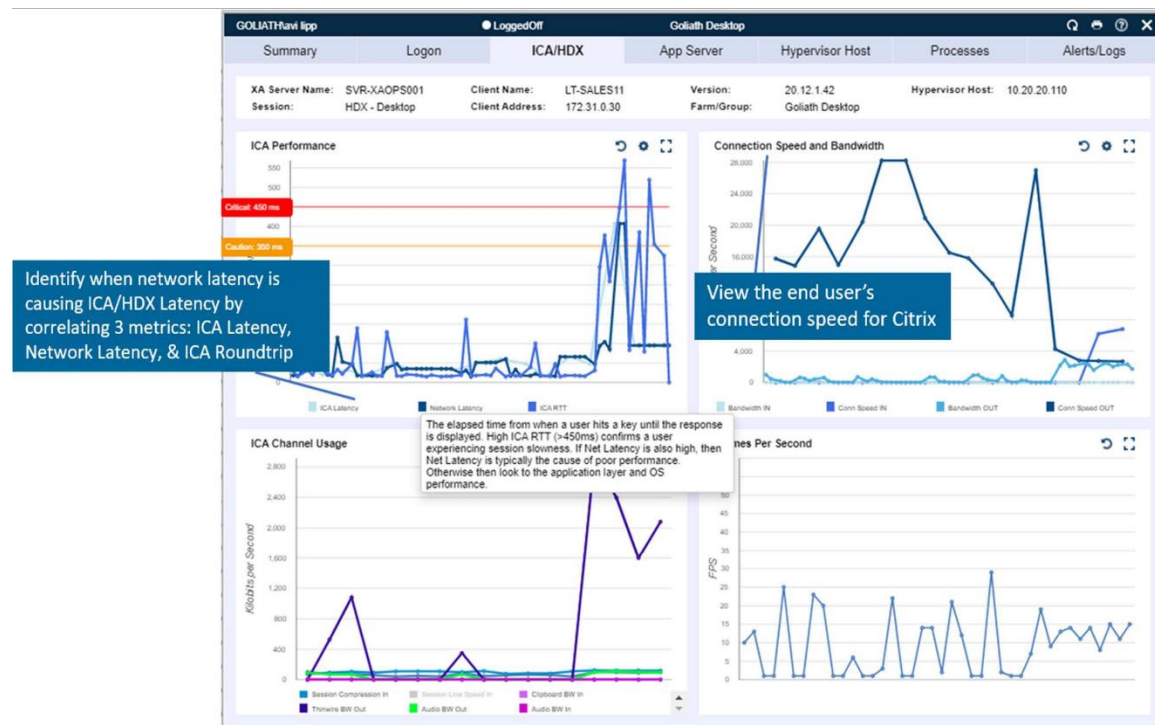 GOLIATH\avi lipp LoggedOff Goliath Desktop
Summary Logon ICA/HDX App Server Hypervisor Host Processes Alerts/Logs
XA Server Name: SVR-XAOPS001 Client Name: LT-SALES11 Version: 20.12.1.42 Hypervisor Host: 10.20.20.110
Session: HDX - Desktop Client Address: 172.31.0.30 Farm/Group: Goliath Desktop
ICA Performance
550
500
Critical: 450 ms
400
Caution: 350 ms
0
Identify when network latency is
causing ICA/HDX Latency by
correlating 3 metrics: ICA Latency,
Network Latency, & ICA Roundtrip
ICA Latency Network Latency ICA RTT
Connection Speed and Bandwidth
28,000
24,000
20,000
16,000
4,000
0
per Second
View the end user's
connection speed for Citrix
Bandwidth IN Conn Speed IN Bandwidth OUT Conn Speed OUT
The elapsed time from when a user hits a key until the response
is displayed. High ICA RTT (>450ms) confirms a user
experiencing session slowness. If Net Latency is also high, then
Net Latency is typically the cause of poor performance.
Otherwise then look to the application layer and OS
performance.
ICA Channel Usage
2,800
2,400
2,000
1,600
1,200
800
400
0
Kilobits per Second
Session Compression In Session Line Speed In Clipboard BW In
Thinwire BW Out Audio BW Out Audio BW In
mes Per Second
50
45
40
35
30
25
20
15
10
5
0
FPS